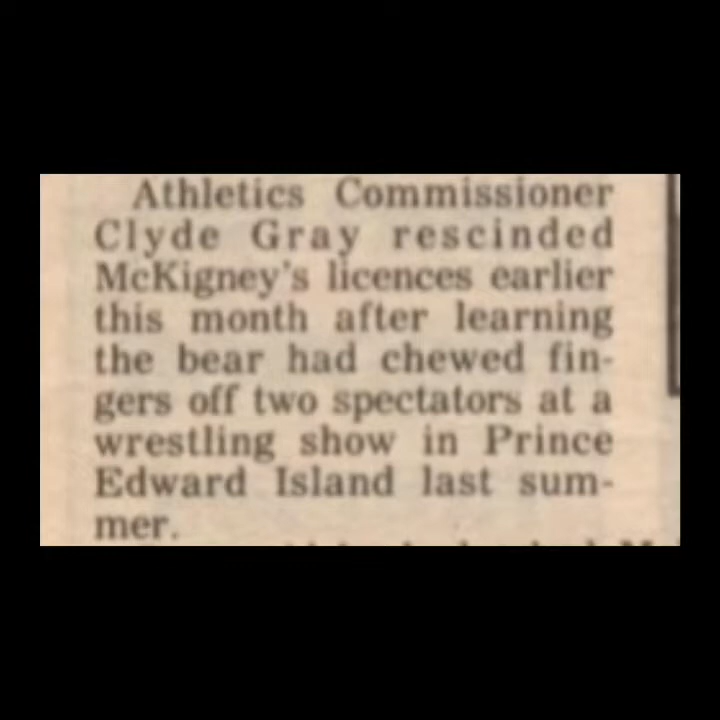 Athletics Commissioner
Clyde Gray rescinded
McKigney's licences earlier
this month after learning
the bear had chewed fin-
gers off two spectators at a
wrestling show in Prince
Edward Island last sum-
mer.